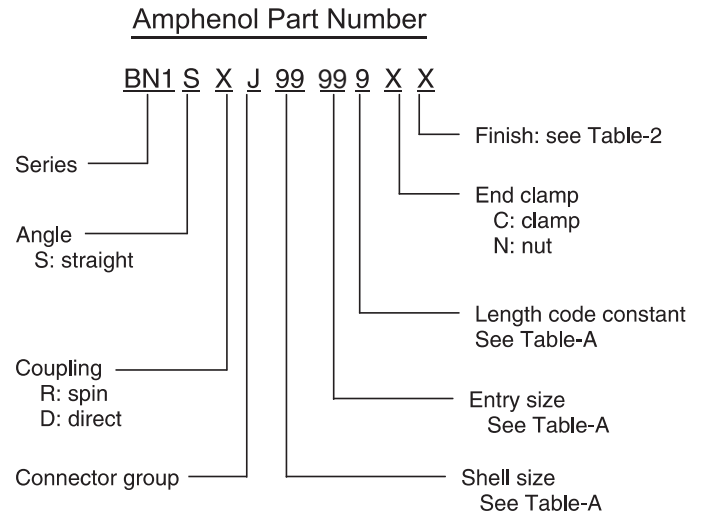 Amphenol Part Number
BN1 S X J 99 99 9 X X
Series
Angle
S: straight
Coupling
R: spin
D: direct
Connector group
Finish: see Table-2
End clamp
C: clamp
N: nut
Length code constant
See Table-A
Entry size
See Table-A
Shell size
See Table-A